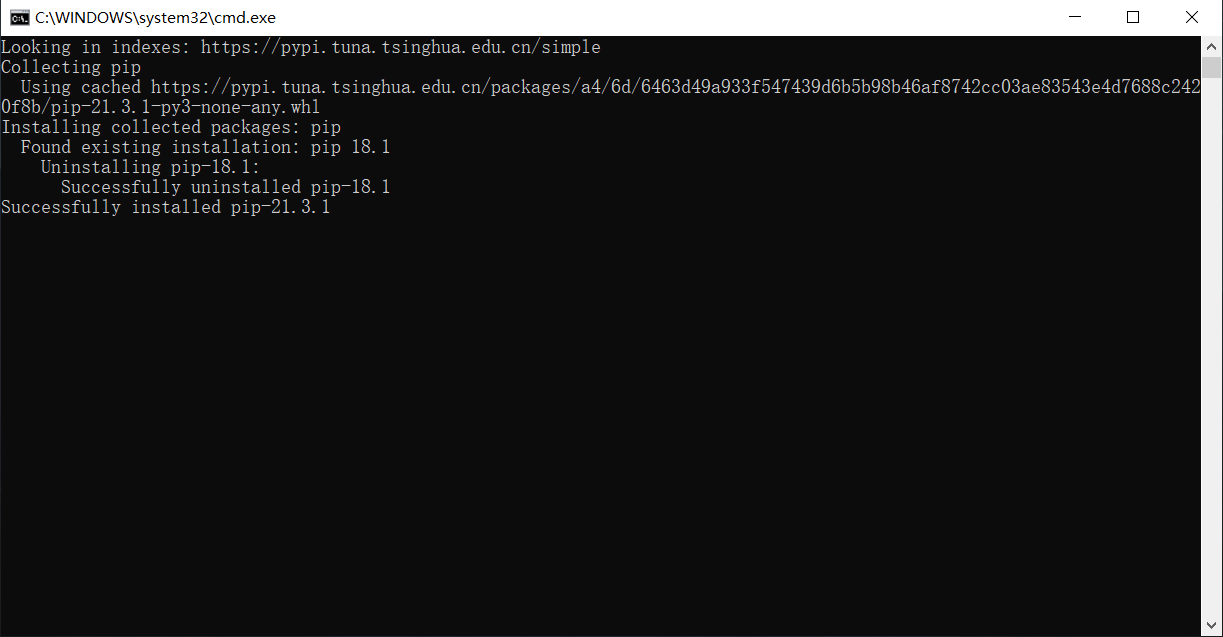 C:\WINDOWS\system32\cmd.exe
Looking in indexes: https://pypi.tuna.tsinghua.edu.cn/simple
Collecting pip
  Using cached https://pypi.tuna.tsinghua.edu.cn/packages/a4/6d/6463d49a933f547439d6b5b98b46af8742cc03ae83543e4d7688c242
0f8b/pip-21.3.1-py3-none-any.whl
Installing collected packages: pip
  Found existing installation: pip 18.1
    Uninstalling pip-18.1:
      Successfully uninstalled pip-18.1
Successfully installed pip-21.3.1